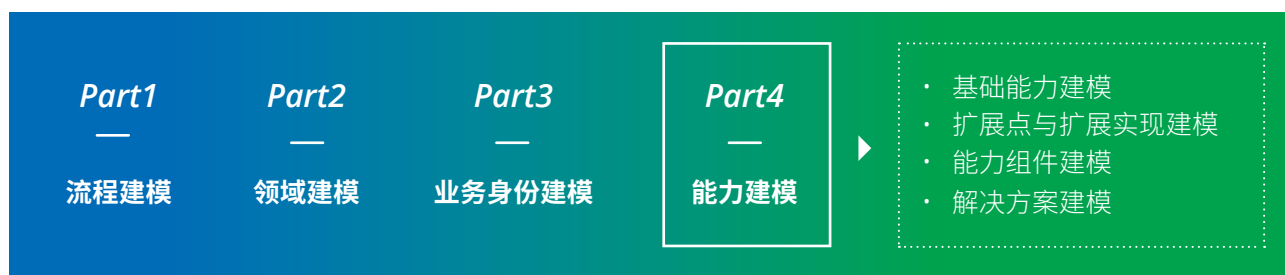 Part1
流程建模
Part2
领域建模
Part3
业务身份建模
Part4
能力建模
· 基础能力建模
· 扩展点与扩展实现建模
· 能力组件建模
· 解决方案建模